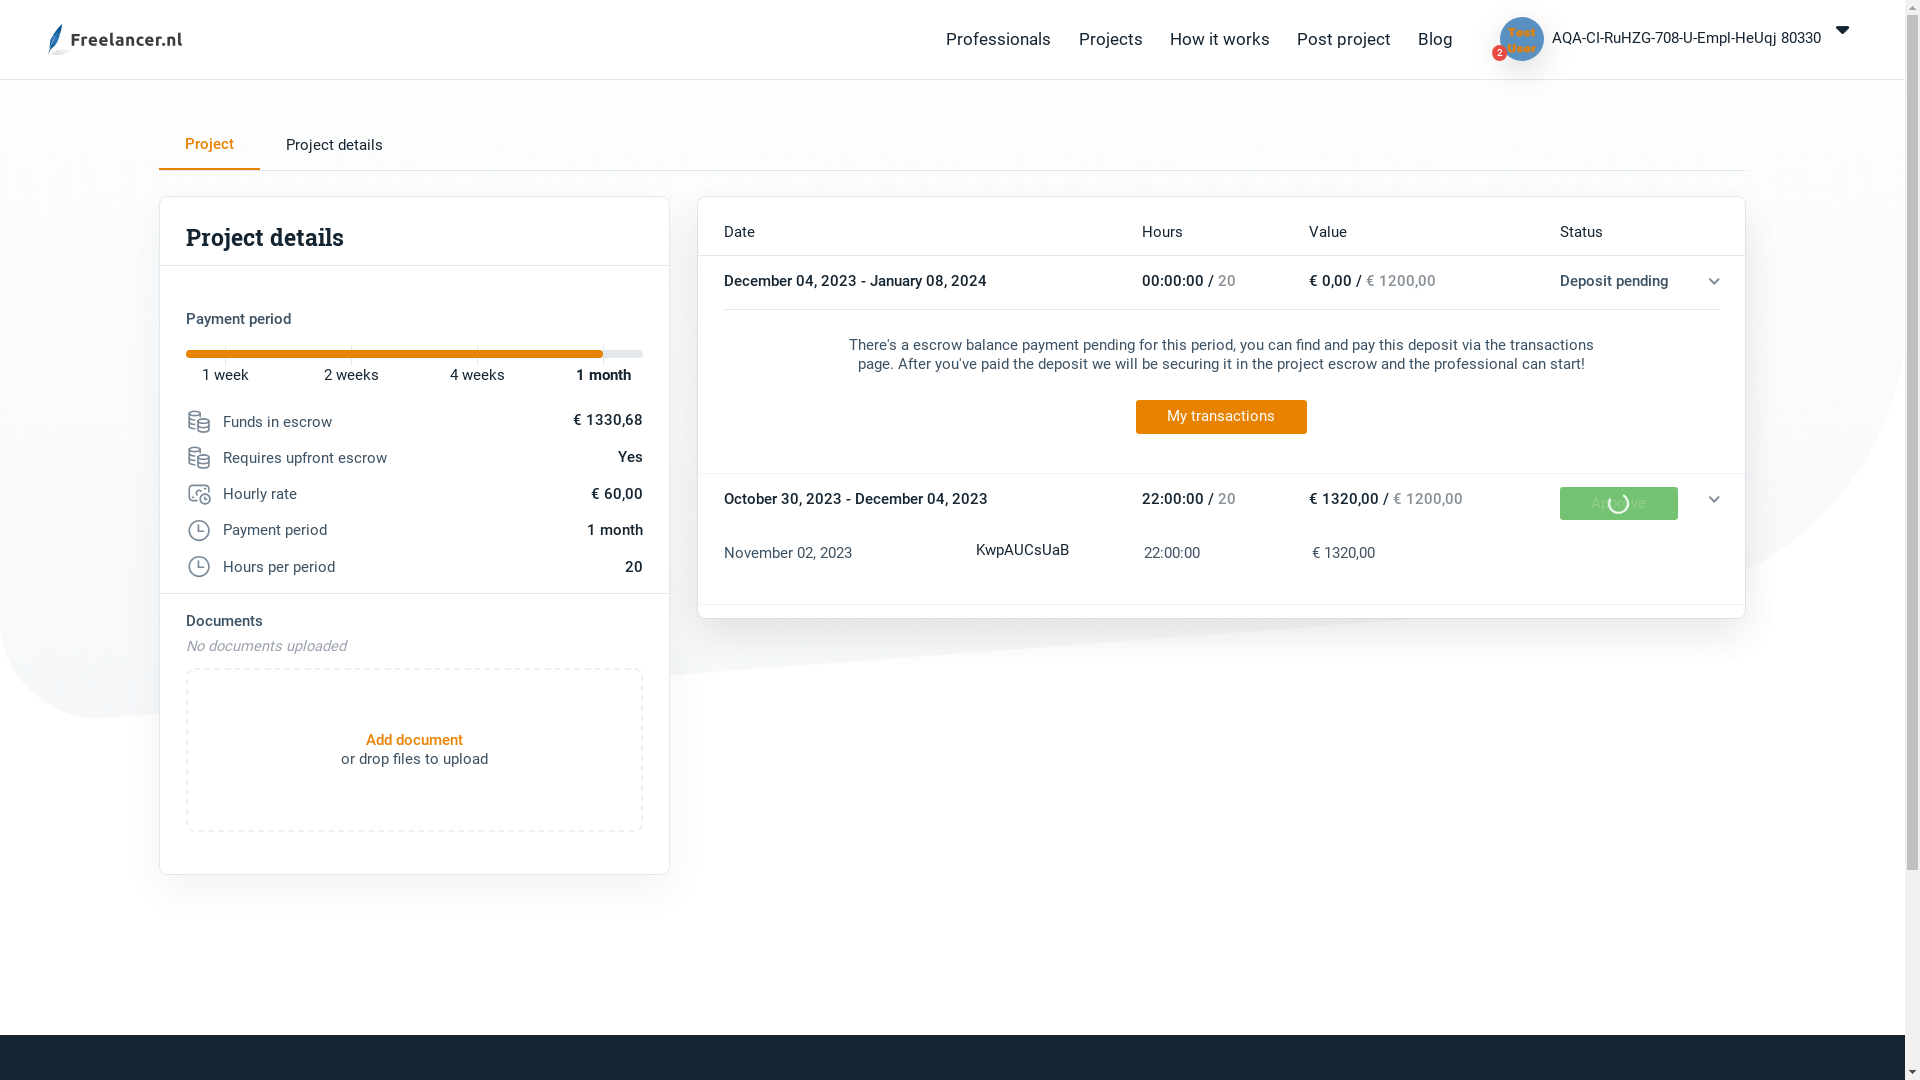 Freelancer.nl
Professionals
Projects
How it works
Post project
Blog
Test
User
2
AQA-CI-RuHZG-708-U-Empl-HeUqj 80330
Project
Project details
Project details
Payment period
1 week
2 weeks
4 weeks
1 month
Funds in escrow
€ 1330,68
Requires upfront escrow
Yes
Hourly rate
€ 60,00
Payment period
1 month
Hours per period
20
Documents
No documents uploaded
Add document
or drop files to upload
Date
Hours
Value
Status
December 04, 2023 - January 08, 2024
00:00:00 / 20
€ 0,00 / € 1200,00
Deposit pending
There's a escrow balance payment pending for this period, you can find and pay this deposit via the transactions
page. After you've paid the deposit we will be securing it in the project escrow and the professional can start!
My transactions
October 30, 2023 - December 04, 2023
22:00:00 / 20
€ 1320,00 / € 1200,00
Approve
November 02, 2023
KwpAUCsUaB
22:00:00
€ 1320,00